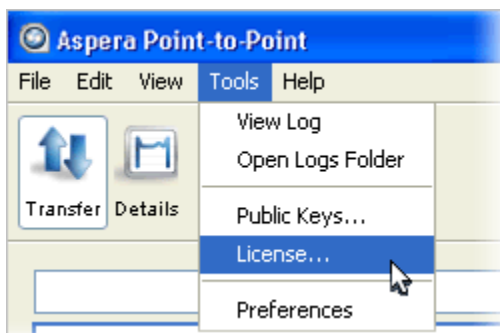 Aspera Point-to-Point
File Edit View Tools Help
View Log
Open Logs Folder
Transfer Details
Public Keys...
License...
Preferences